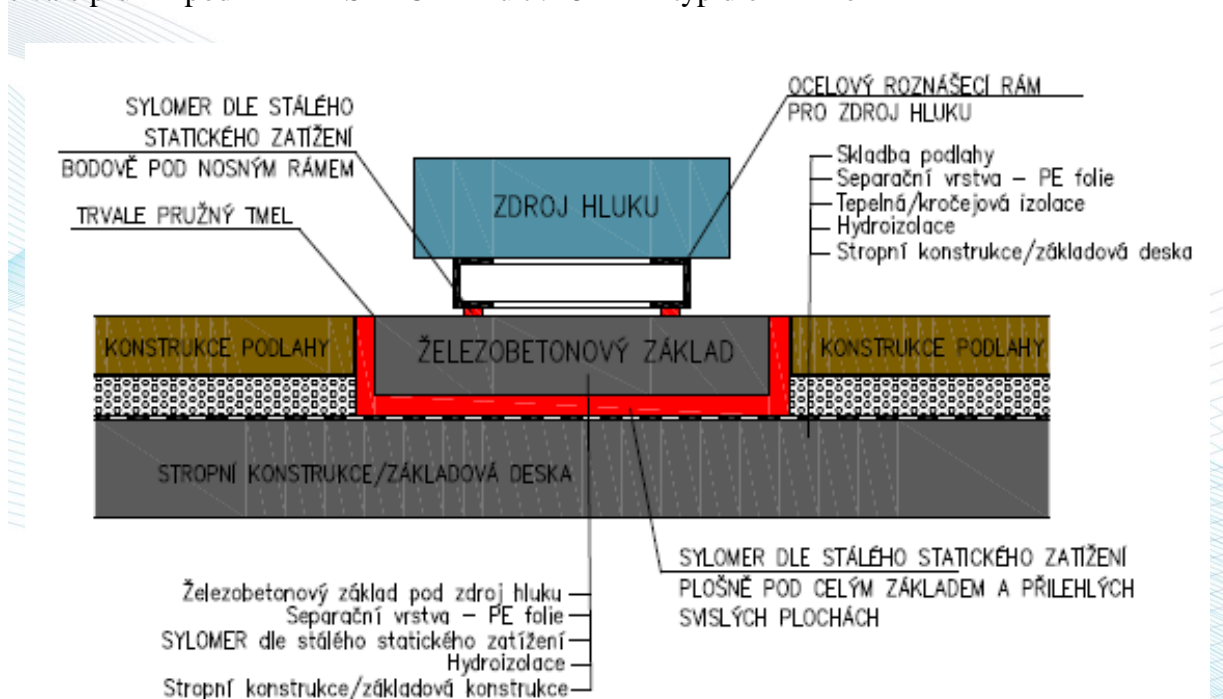 SYLOMER DLE STÁLÉHO
STATICKÉHO ZATÍŽENÍ
BODOVĚ POD NOSNÝM RÁMEM
TRVALE PRUŽNÝ TMEL
OCELOVÝ ROZNÁŠECÍ RÁM
PRO ZDROJ HLUKU
Skladba podlahy
Separační vrstva – PE folie
Tepelná/kročejová izolace
Hydroizolace
Stropní konstrukce/základová deska
ZDROJ HLUKU
KONSTRUKCE PODLAHY
ŽELEZOBETONOVÝ ZÁKLAD
KONSTRUKCE PODLAHY
STROPNÍ KONSTRUKCE/ZÁKLADOVÁ DESKA
SYLOMER DLE STÁLÉHO STATICKÉHO ZATÍŽENÍ
PLOŠNĚ POD CELÝM ZÁKLADEM A PŘILEHLÝCH
SVISLÝCH PLOCHÁCH
Železobetonový základ pod zdroj hluku
Separační vrstva – PE folie
SYLOMER dle stálého statického zatížení
Hydroizolace
Stropní konstrukce/základová konstrukce